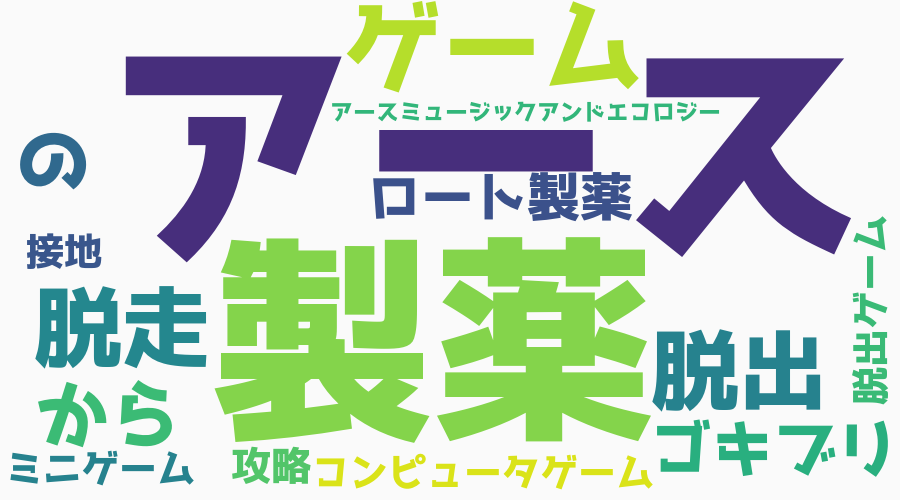 ゲーム
アース
アースミュージックアンドエコロジー
の
ロート製薬
接地
製薬
脱出ゲーム
脱走
脱出
から
ゴキブリ
ミニゲーム
攻略
コンピュータゲーム